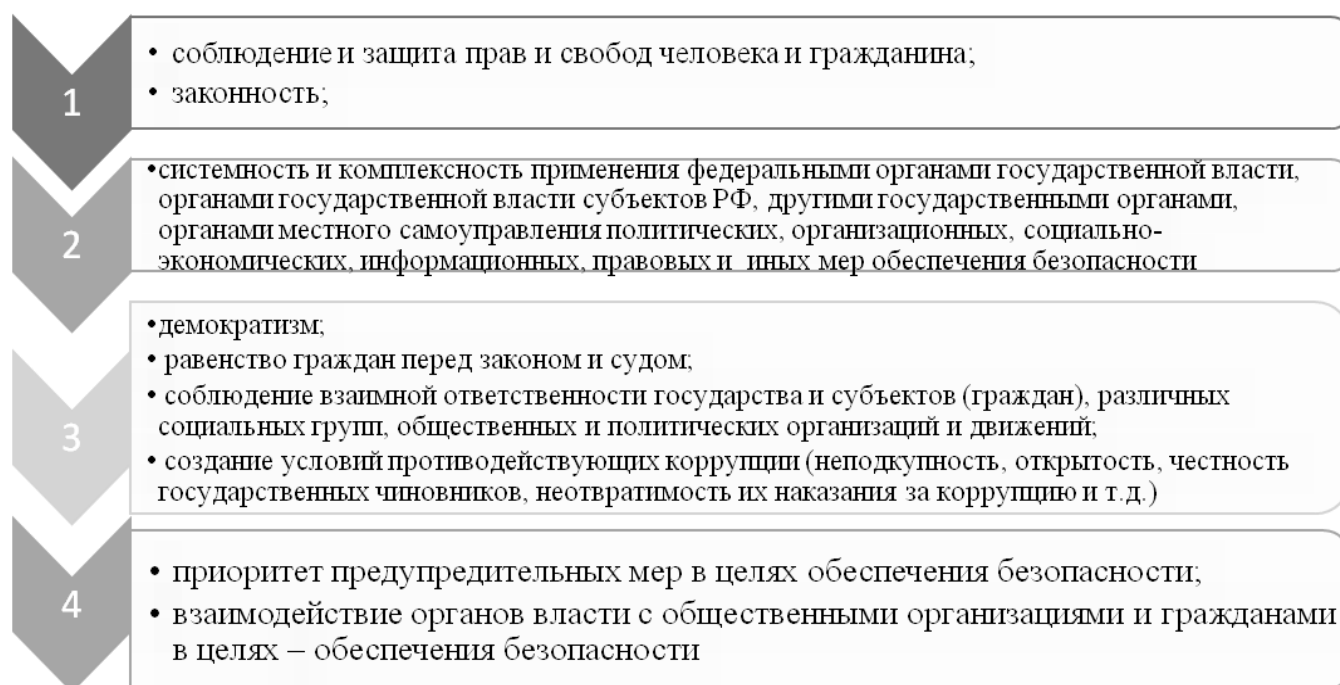 1
• соблюдение и защита прав и свобод человека и гражданина;
• законность;
2
•системность и комплексность применения федеральными органами государственной власти,
органами государственной власти субъектов РФ, другими государственными органами,
органами местного самоуправления политических, организационных, социально-
экономических, информационных, правовых и иных мер обеспечения безопасности
3
•демократизм;
• равенство граждан перед законом и судом;
• соблюдение взаимной ответственности государства и субъектов (граждан), различных
социальных групп, общественных и политических организаций и движений;
• создание условий противодействующих коррупции (неподкупность, открытость, честность
государственных чиновников, неотвратимость их наказания за коррупцию и т.д.)
4
• приоритет предупредительных мер в целях обеспечения безопасности;
• взаимодействие органов власти с общественными организациями и гражданами
в целях – обеспечения безопасности